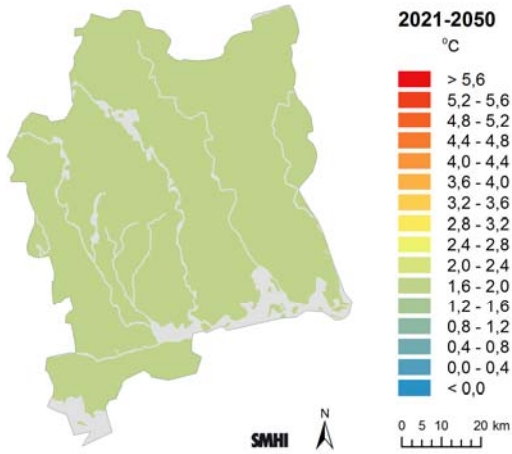 2021-2050
°C
> 5,6
5,2 - 5,6
4,8 - 5,2
4,4 - 4,8
4,0 - 4,4
3,6 - 4,0
3,2 - 3,6
2,8 - 3,2
2,4 - 2,8
2,0 - 2,4
1,6 - 2,0
1,2 - 1,6
0,8 - 1,2
0,4 - 0,8
0,0 - 0,4
< 0,0
SMHI
N
0 5 10 20 km